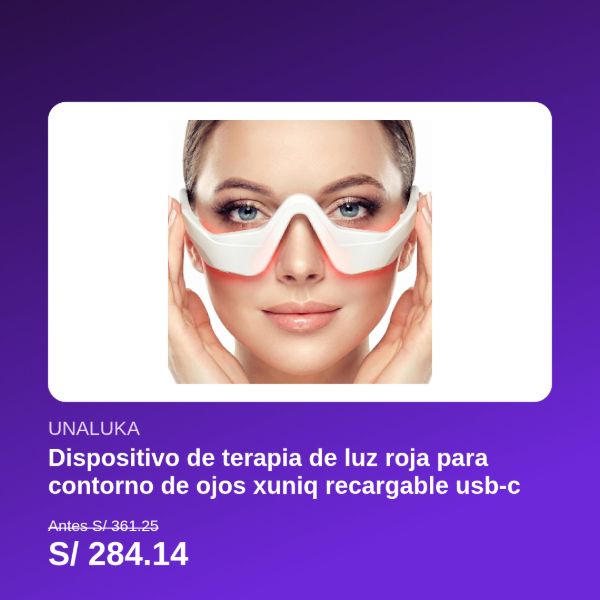 UNALUKA
Dispositivo de terapia de luz roja para
contorno de ojos xuniq recargable usb-c
Antes S/ 361.25
S/ 284.14